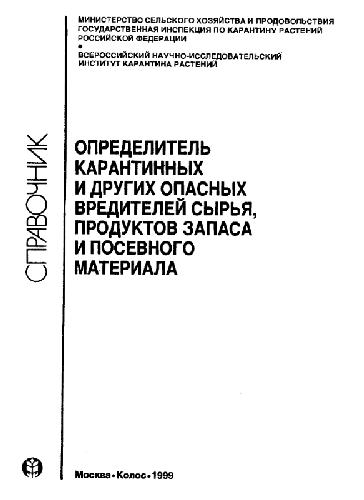 МИНИСТЕРСТВО СЕЛЬСКОГО ХОЗЯЙСТВА И ПРОДОВОЛЬСТВИЯ
ГОСУДАРСТВЕННАЯ ИНСПЕКЦИЯ ПО КАРАНТИНУ РАСТЕНИЙ
РОССИЙСКОЙ ФЕДЕРАЦИИ
•
ВСЕРОССИЙСКИЙ НАУЧНО-ИССЛЕДОВАТЕЛЬСКИЙ
ИНСТИТУТ КАРАНТИНА РАСТЕНИЙ
СПРАВОЧНИК
ОПРЕДЕЛИТЕЛЬ
КАРАНТИННЫХ
И ДРУГИХ ОПАСНЫХ
ВРЕДИТЕЛЕЙ СЫРЬЯ,
ПРОДУКТОВ ЗАПАСА
И ПОСЕВНОГО
МАТЕРИАЛА
Москва•Колос•1999